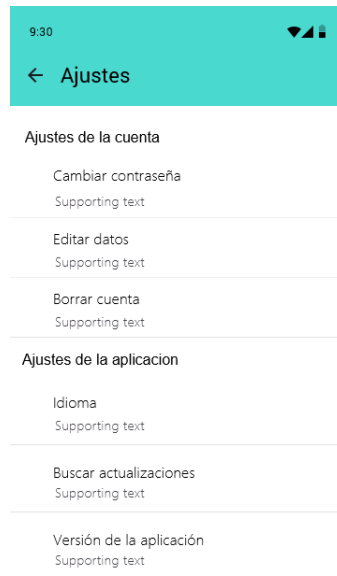 9:30
Ajustes
Ajustes de la cuenta
Cambiar contraseña
Supporting text
Editar datos
Supporting text
Borrar cuenta
Supporting text
Ajustes de la aplicacion
Idioma
Supporting text
Buscar actualizaciones
Supporting text
Versión de la aplicación
Supporting text